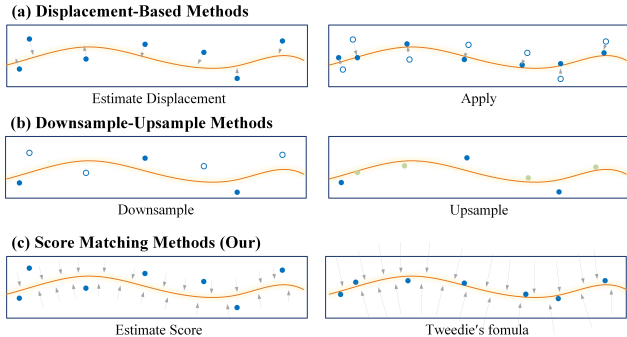 (a) Displacement-Based Methods
Estimate Displacement
Apply
(b) Downsample-Upsample Methods
Downsample
Upsample
(c) Score Matching Methods (Our)
Estimate Score
Tweedie's fomula